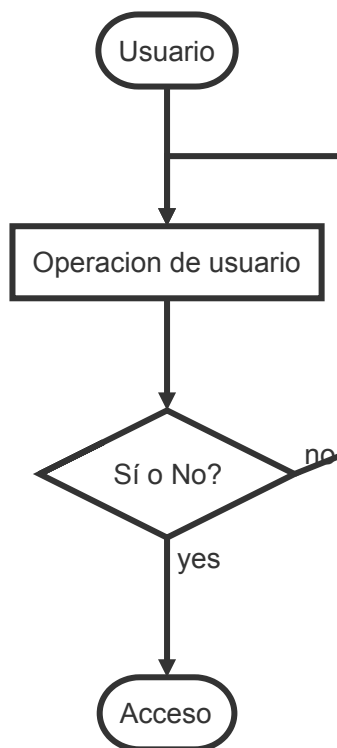 Usuario
Operacion de usuario
Sí o No?
no
yes
Acceso